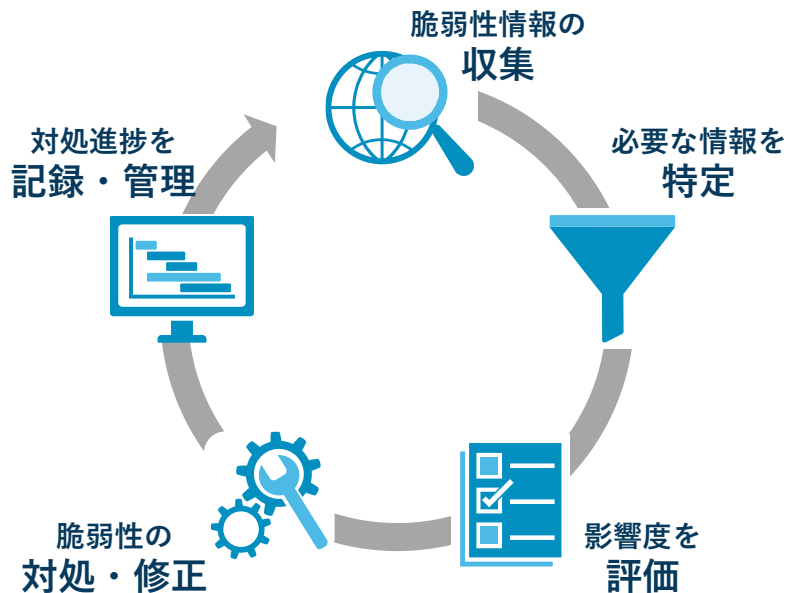 脆弱性情報の
収集
必要な情報を
特定
影響度を
評価
脆弱性の
対処・修正
対処進捗を
記録・管理